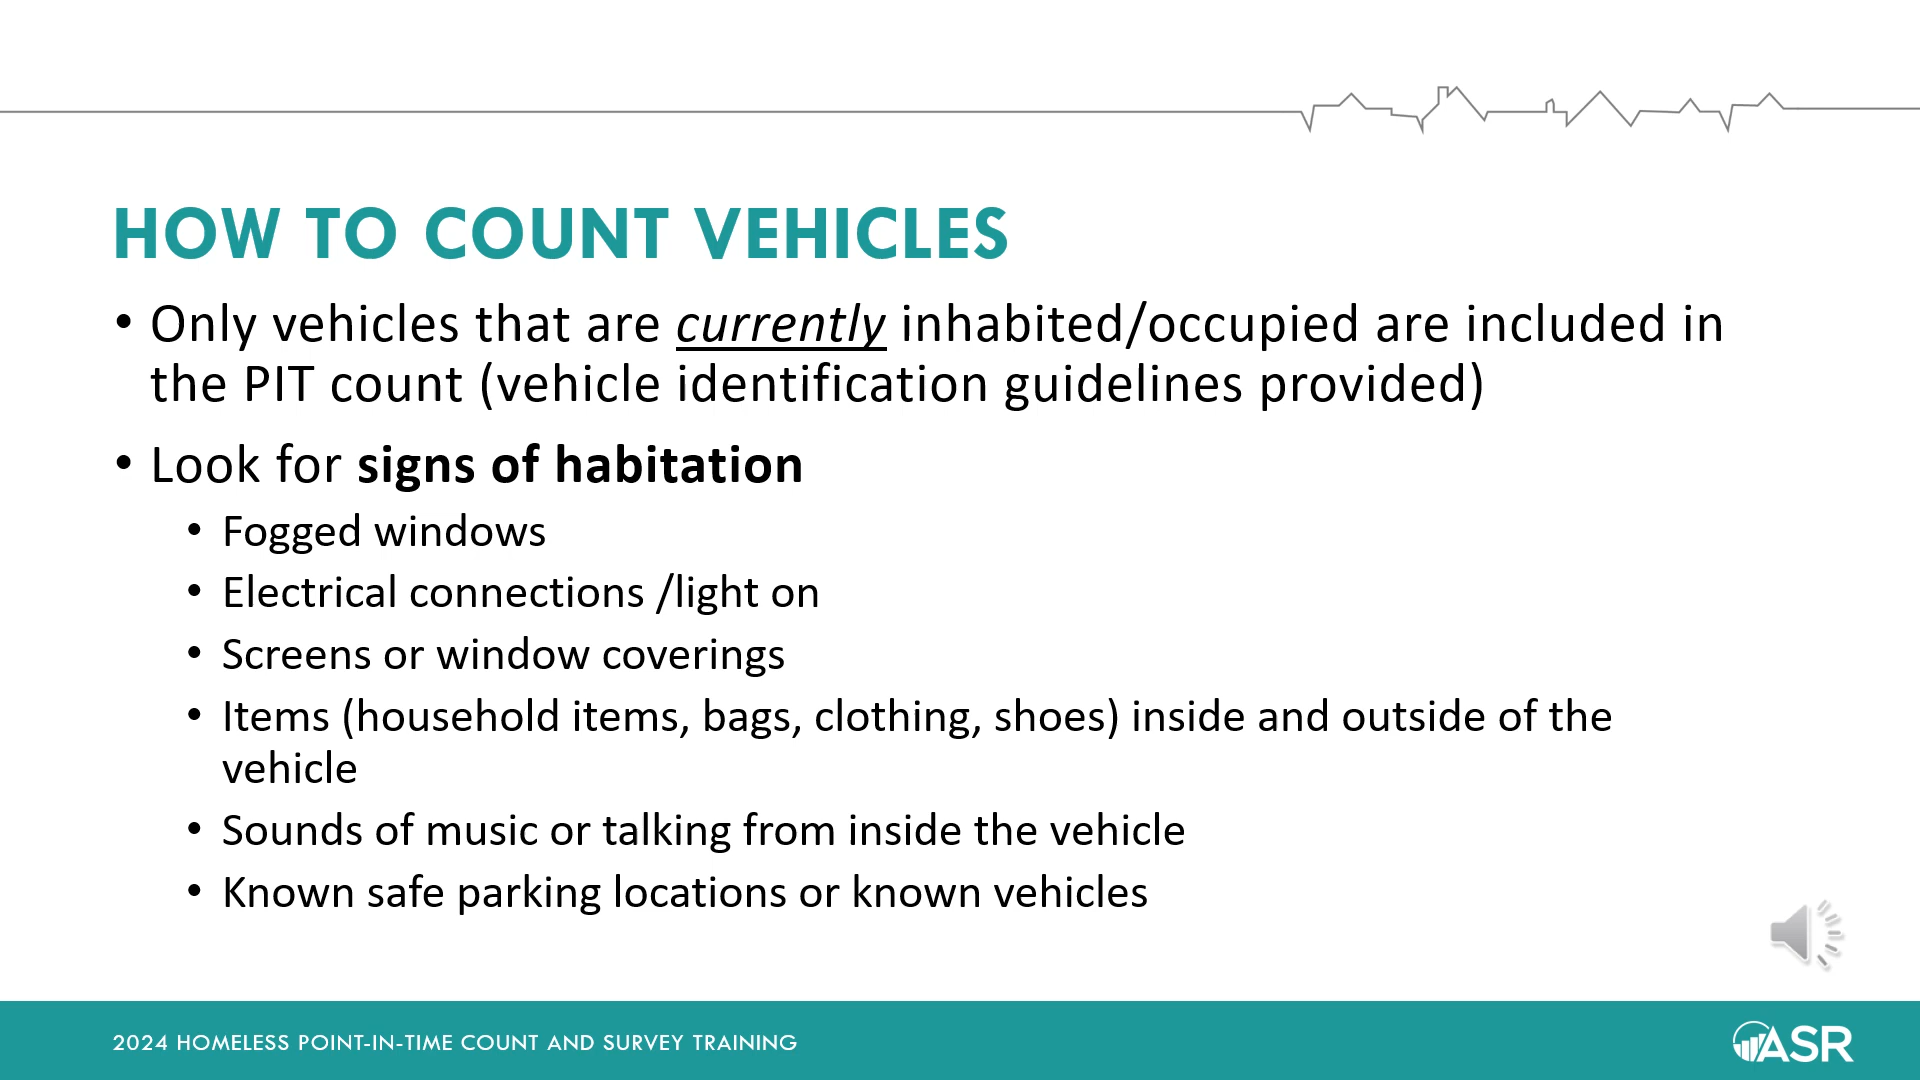 HOW TO COUNT VEHICLES
• Only vehicles that are currently inhabited/occupied are included in
the PIT count (vehicle identification guidelines provided)
• Look for signs of habitation
• Fogged windows
• Electrical connections /light on
• Screens or window coverings
• Items (household items, bags, clothing, shoes) inside and outside of the
vehicle
• Sounds of music or talking from inside the vehicle
• Known safe parking locations or known vehicles
2024 HOMELESS POINT-IN-TIME COUNT AND SURVEY TRAINING
ASR